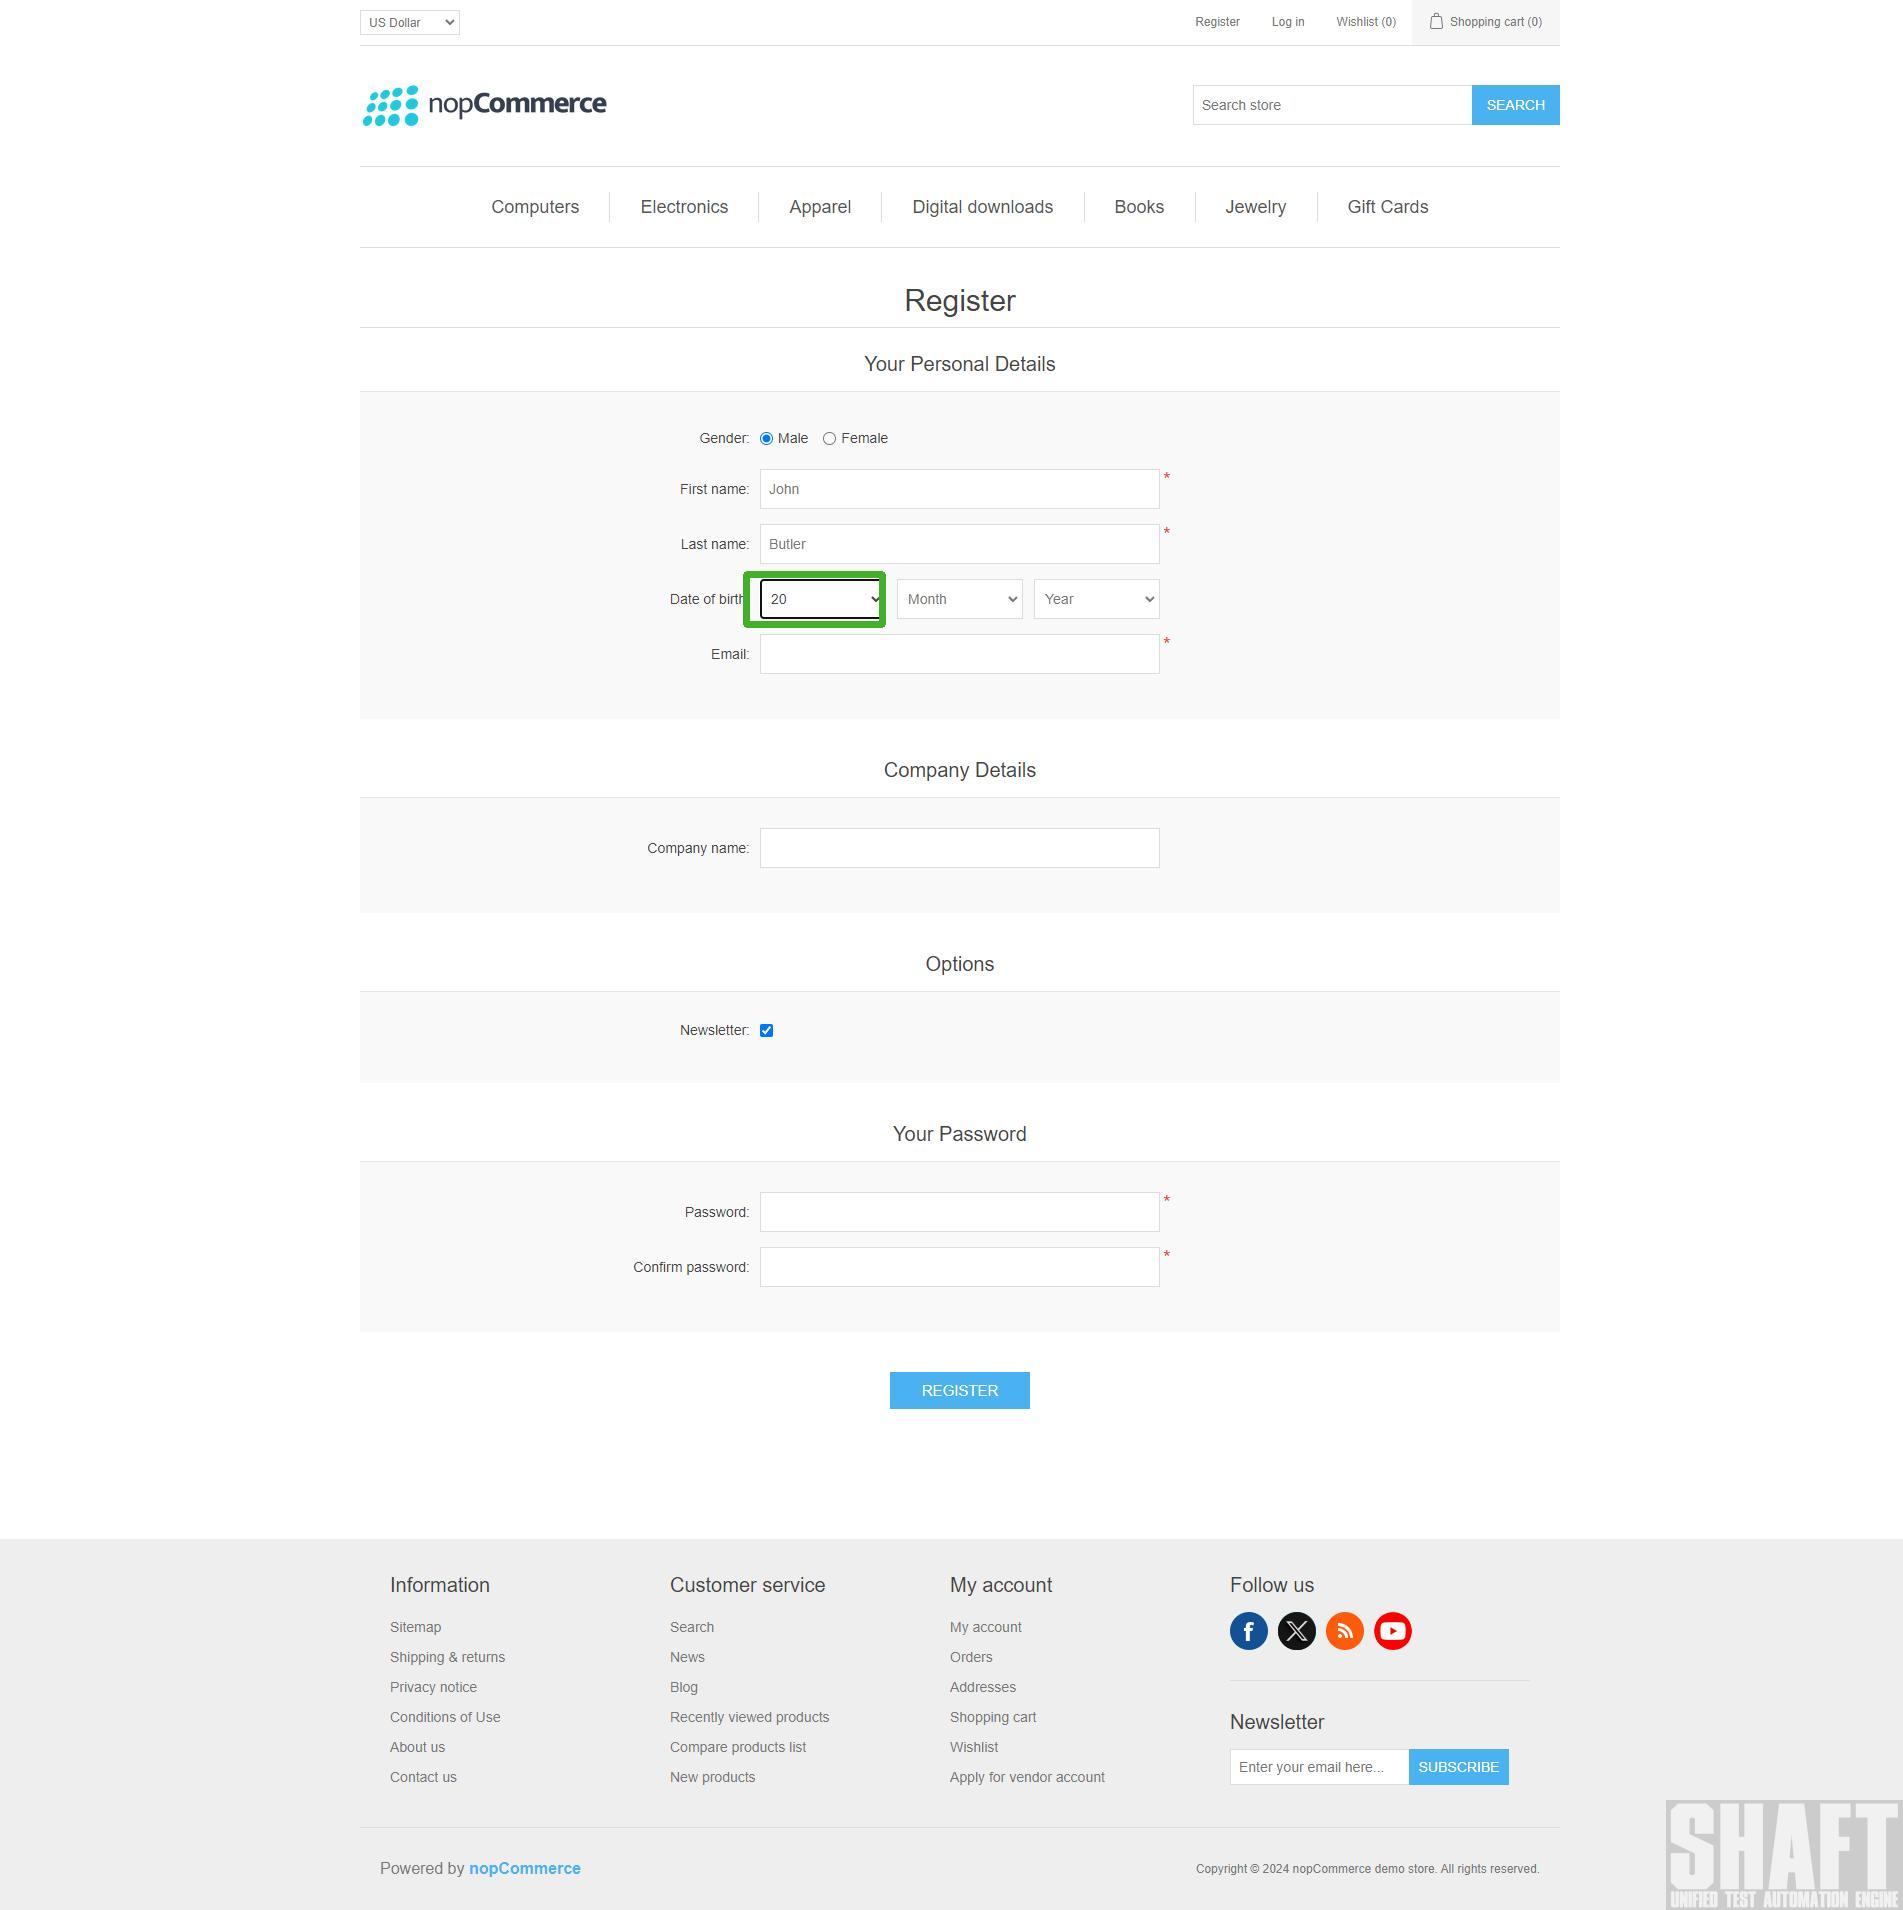 US Dollar
Register
Log in
Wishlist (0)
Shopping cart (0)
nopCommerce
Search store
SEARCH
Computers
Electronics
Apparel
Digital downloads
Books
Jewelry
Gift Cards
Register
Your Personal Details
Gender: Male Female
First name: John *
Last name: Butler *
Date of birth 20 Month Year
Email: *
Company Details
Company name:
Options
Newsletter:
Your Password
Password: *
Confirm password: *
REGISTER
Information
Sitemap
Shipping & returns
Privacy notice
Conditions of Use
About us
Contact us
Customer service
Search
News
Blog
Recently viewed products
Compare products list
New products
My account
My account
Orders
Addresses
Shopping cart
Wishlist
Apply for vendor account
Follow us
Newsletter
Enter your email here...
SUBSCRIBE
Powered by nopCommerce
Copyright © 2024 nopCommerce demo store. All rights reserved.
SHAFT
UNIFIED TEST AUTOMATION ENGINE